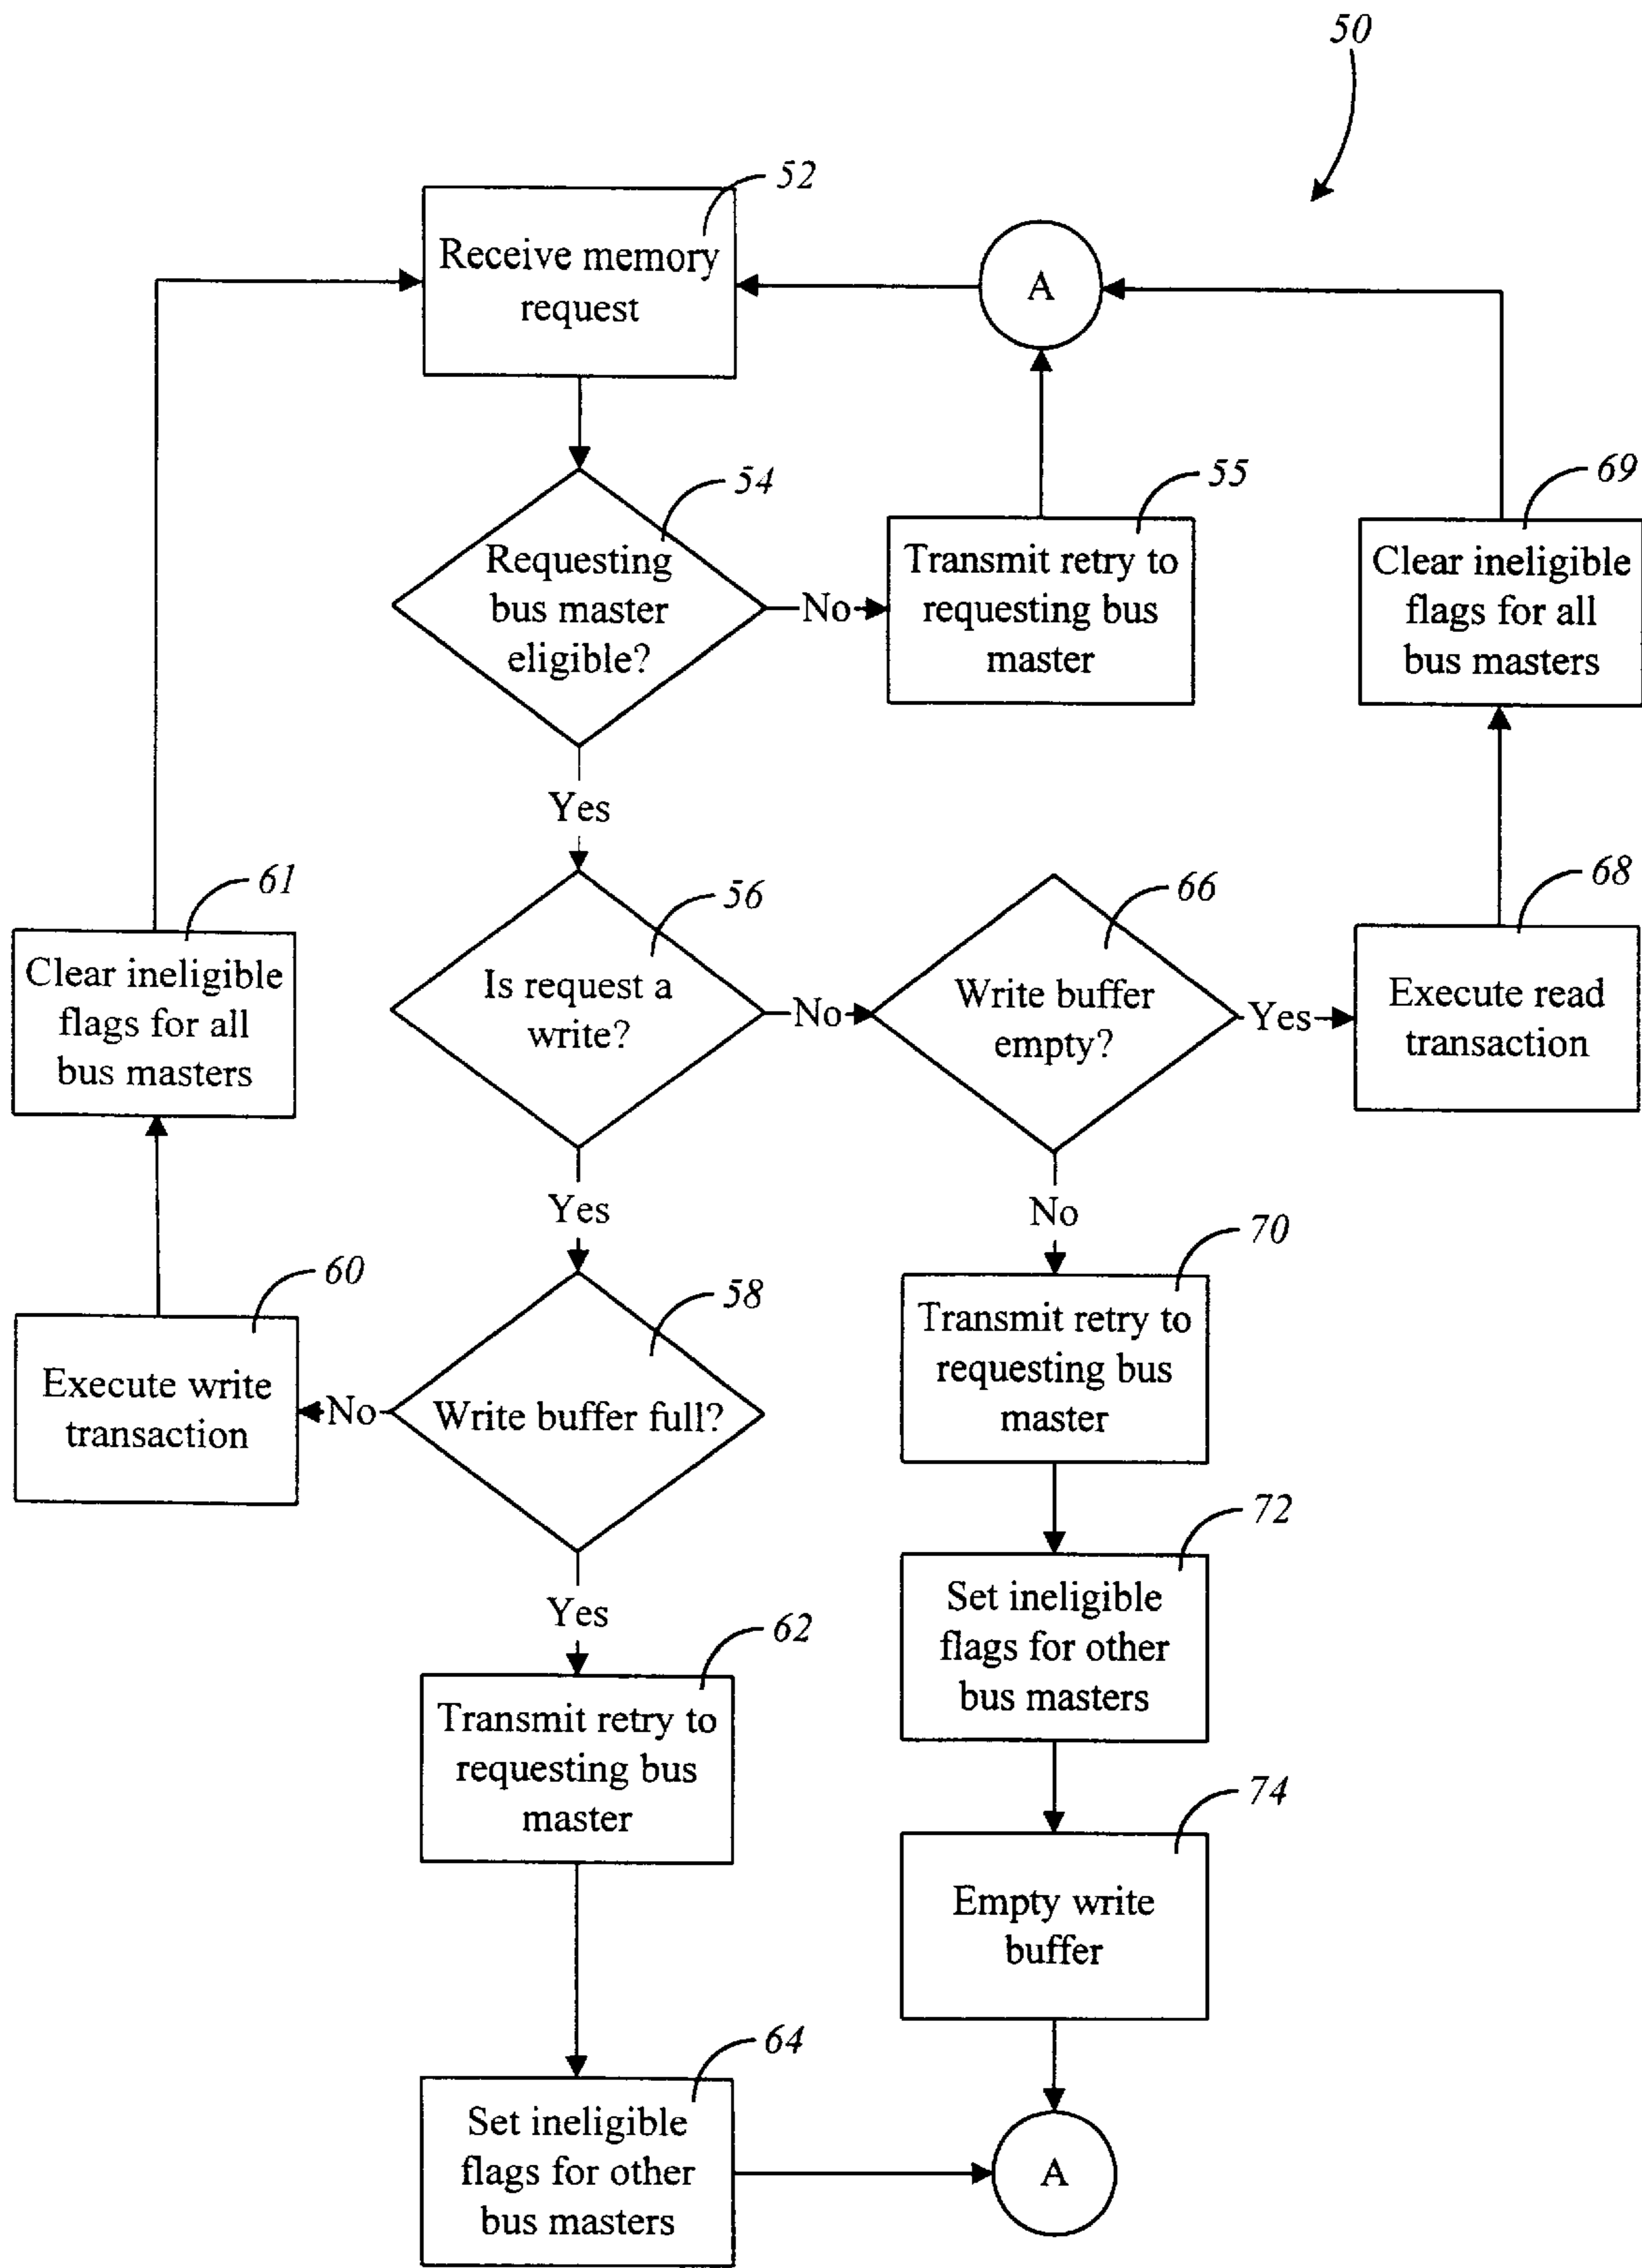 50
52
Receive memory
request
A
54
Requesting
bus master
eligible?
No
55
Transmit retry to
requesting bus
master
69
Clear ineligible
flags for all
bus masters
Yes
61
Clear ineligible
flags for all
bus masters
56
Is request a
write?
No
66
Write buffer
empty?
Yes
68
Execute read
transaction
Yes
No
60
Execute write
transaction
No
58
Write buffer full?
70
Transmit retry to
requesting bus
master
Yes
62
Transmit retry to
requesting bus
master
72
Set ineligible
flags for other
bus masters
74
Empty write
buffer
64
Set ineligible
flags for other
bus masters
A